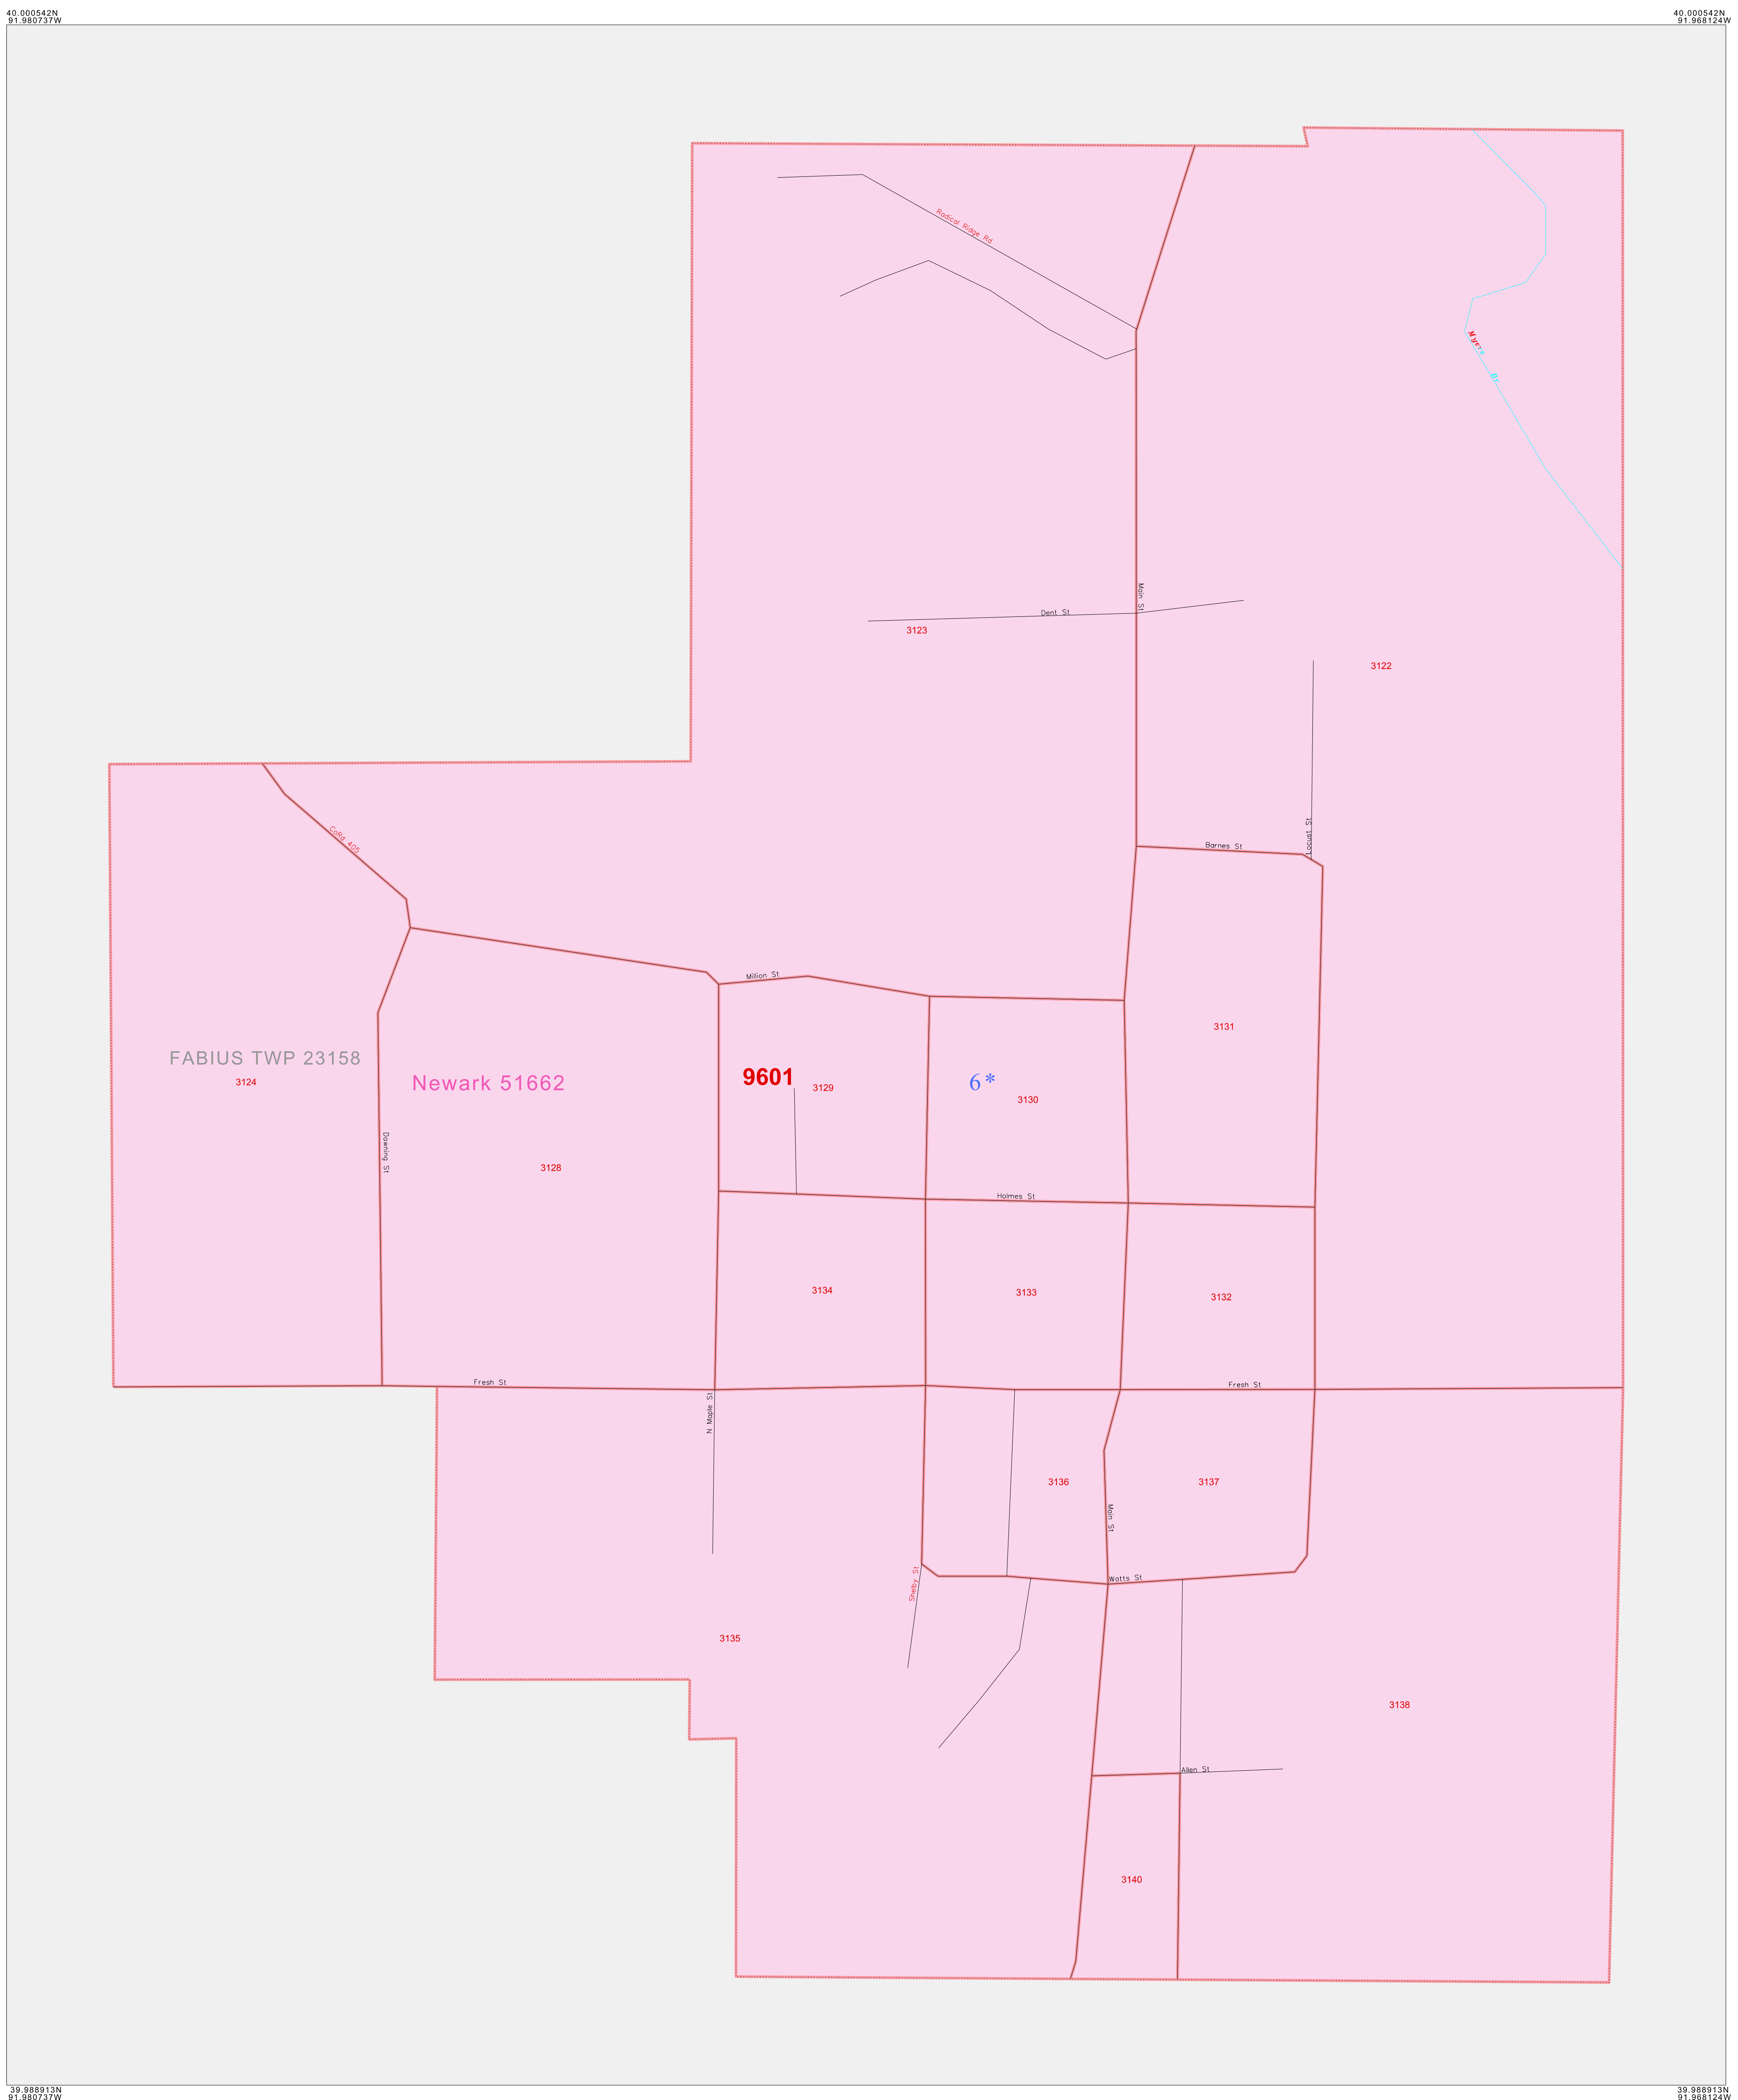 40.000542N
91.980737W
40.000542N
91.968124W
Radical Ridge Rd
Myers Br
Main St
Dent St
3123
3122
Locust St
Barnes St
CoRd 405
Million St
3131
FABIUS TWP 23158
3124
Newark 51662
9601
3129
6*
3130
Downing St
3128
Holmes St
3134
3133
3132
Fresh St
Fresh St
N Maple St
3136
3137
Main St
Watts St
Shelby St
3135
3138
Allen St
3140
39.988913N
91.980737W
39.988913N
91.968124W